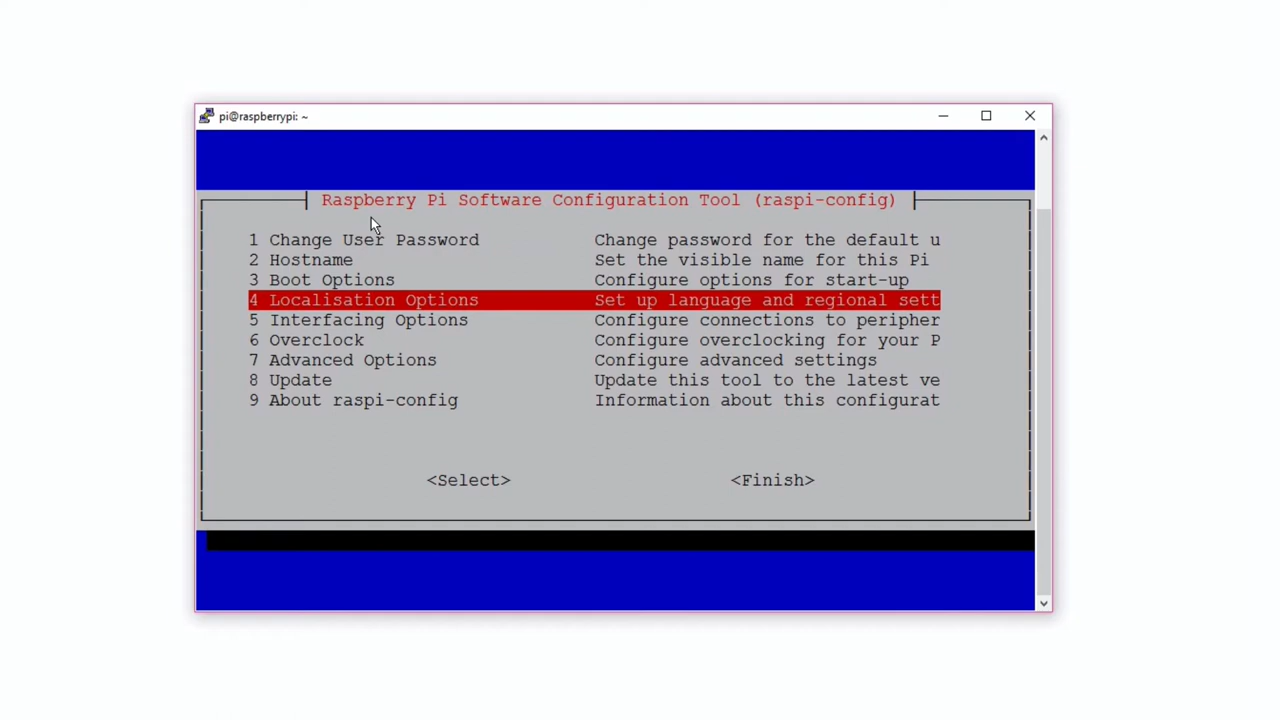 pi@raspberrypi: ~
Raspberry Pi Software Configuration Tool (raspi-config)
1 Change User Password Change password for the default u
2 Hostname Set the visible name for this Pi
3 Boot Options Configure options for start-up
4 Localisation Options Set up language and regional sett
5 Interfacing Options Configure connections to peripher
6 Overclock Configure overclocking for your P
7 Advanced Options Configure advanced settings
8 Update Update this tool to the latest ve
9 About raspi-config Information about this configurat
<Select> <Finish>